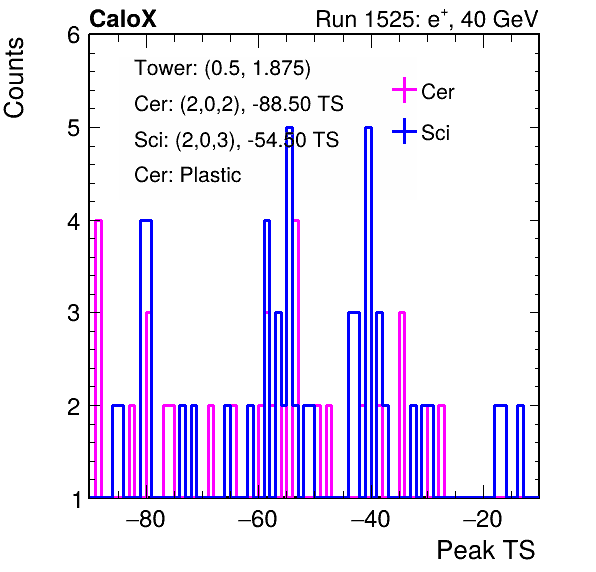 CaloX Run 1525: e⁺, 40 GeV
Counts
6
Tower: (0.5, 1.875)
Cer: (2,0,2), -88.50 TS
Sci: (2,0,3), -54.50 TS
Cer: Plastic
Cer
Sci
5
4
3
2
1
−80 −60 −40 −20
Peak TS